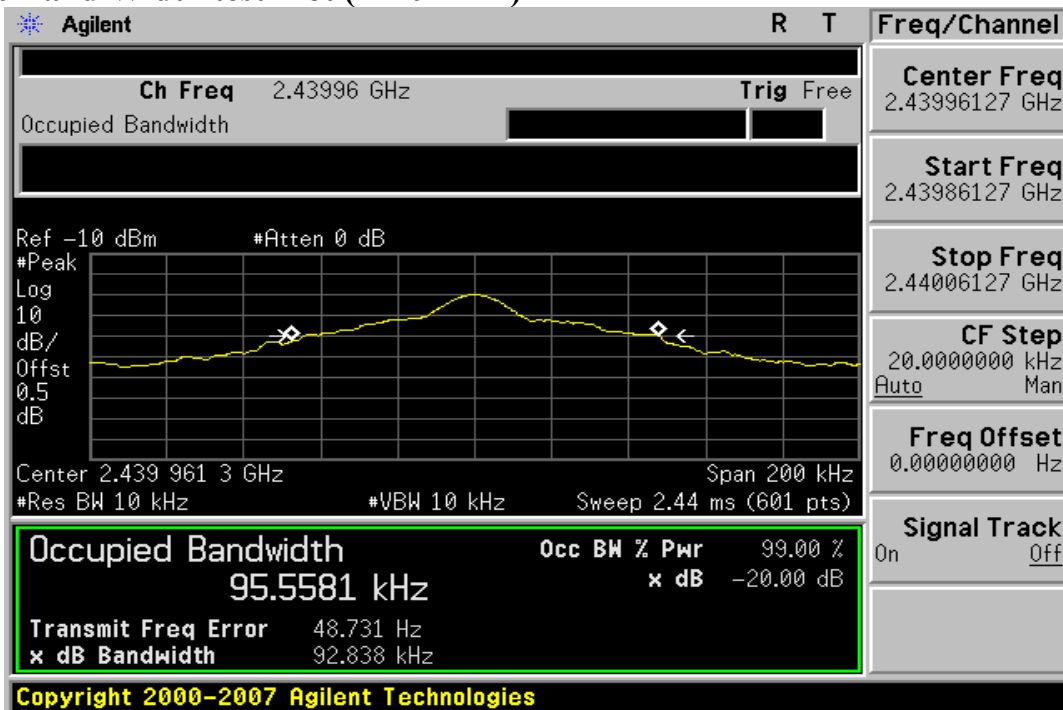 Agilent R T
Freq/Channel
Ch Freq 2.43996 GHz Trig Free
Occupied Bandwidth
Center Freq
2.43996127 GHz
Start Freq
2.43986127 GHz
Stop Freq
2.44006127 GHz
CF Step
20.0000000 kHz
Auto Man
Freq Offset
0.00000000 Hz
Signal Track
On Off
Ref -10 dBm #Atten 0 dB
#Peak
Log
10
dB/
Offst
0.5
dB
Center 2.439 961 3 GHz Span 200 kHz
#Res BW 10 kHz #VBW 10 kHz Sweep 2.44 ms (601 pts)
Occupied Bandwidth Occ BW % Pwr 99.00 %
95.5581 kHz x dB -20.00 dB
Transmit Freq Error 48.731 Hz
x dB Bandwidth 92.838 kHz
Copyright 2000-2007 Agilent Technologies